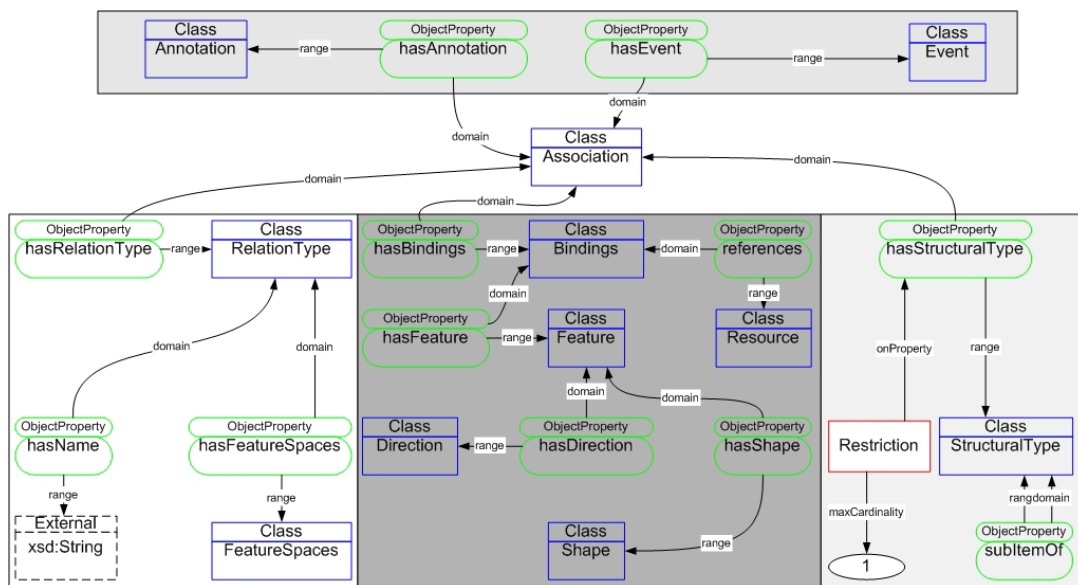 Class
Annotation
range
ObjectProperty
hasAnnotation
ObjectProperty
hasEvent
range
Class
Event
domain
domain
Class
Association
domain
domain
domain
ObjectProperty
hasRelationType
range
Class
RelationType
ObjectProperty
hasBindings
range
Class
Bindings
domain
ObjectProperty
references
ObjectProperty
hasStructuralType
domain
range
ObjectProperty
hasFeature
range
Class
Feature
Class
Resource
domain
domain
onProperty
range
domain
domain
ObjectProperty
hasName
ObjectProperty
hasFeatureSpaces
Class
Direction
range
ObjectProperty
hasDirection
ObjectProperty
hasShape
Restriction
Class
StructuralType
range
range
rangdomain
maxCardinality
External
xsd:String
Class
FeatureSpaces
Class
Shape
range
1
ObjectProperty
subItemOf